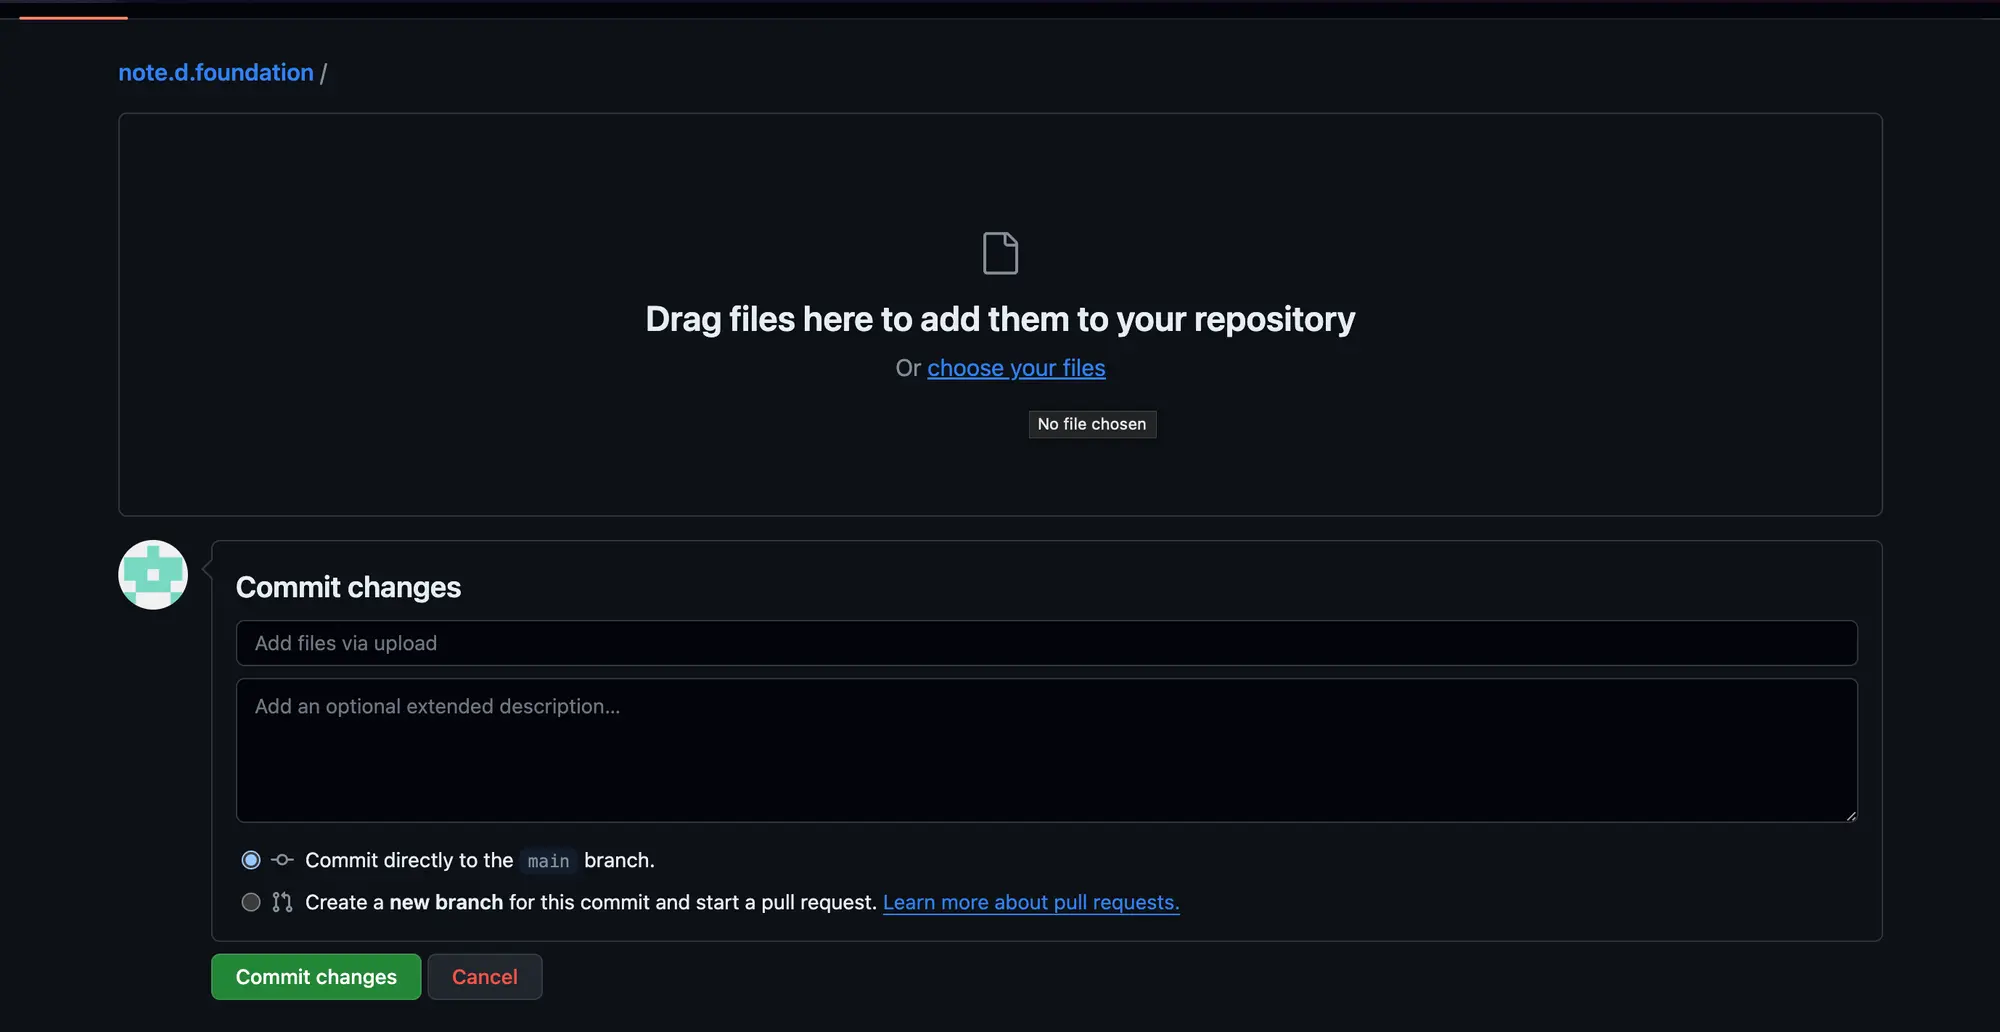 note.d.foundation /
Drag files here to add them to your repository
Or choose your files
No file chosen
Commit changes
Add files via upload
Add an optional extended description...
Commit directly to the main branch.
Create a new branch for this commit and start a pull request. Learn more about pull requests.
Commit changes Cancel